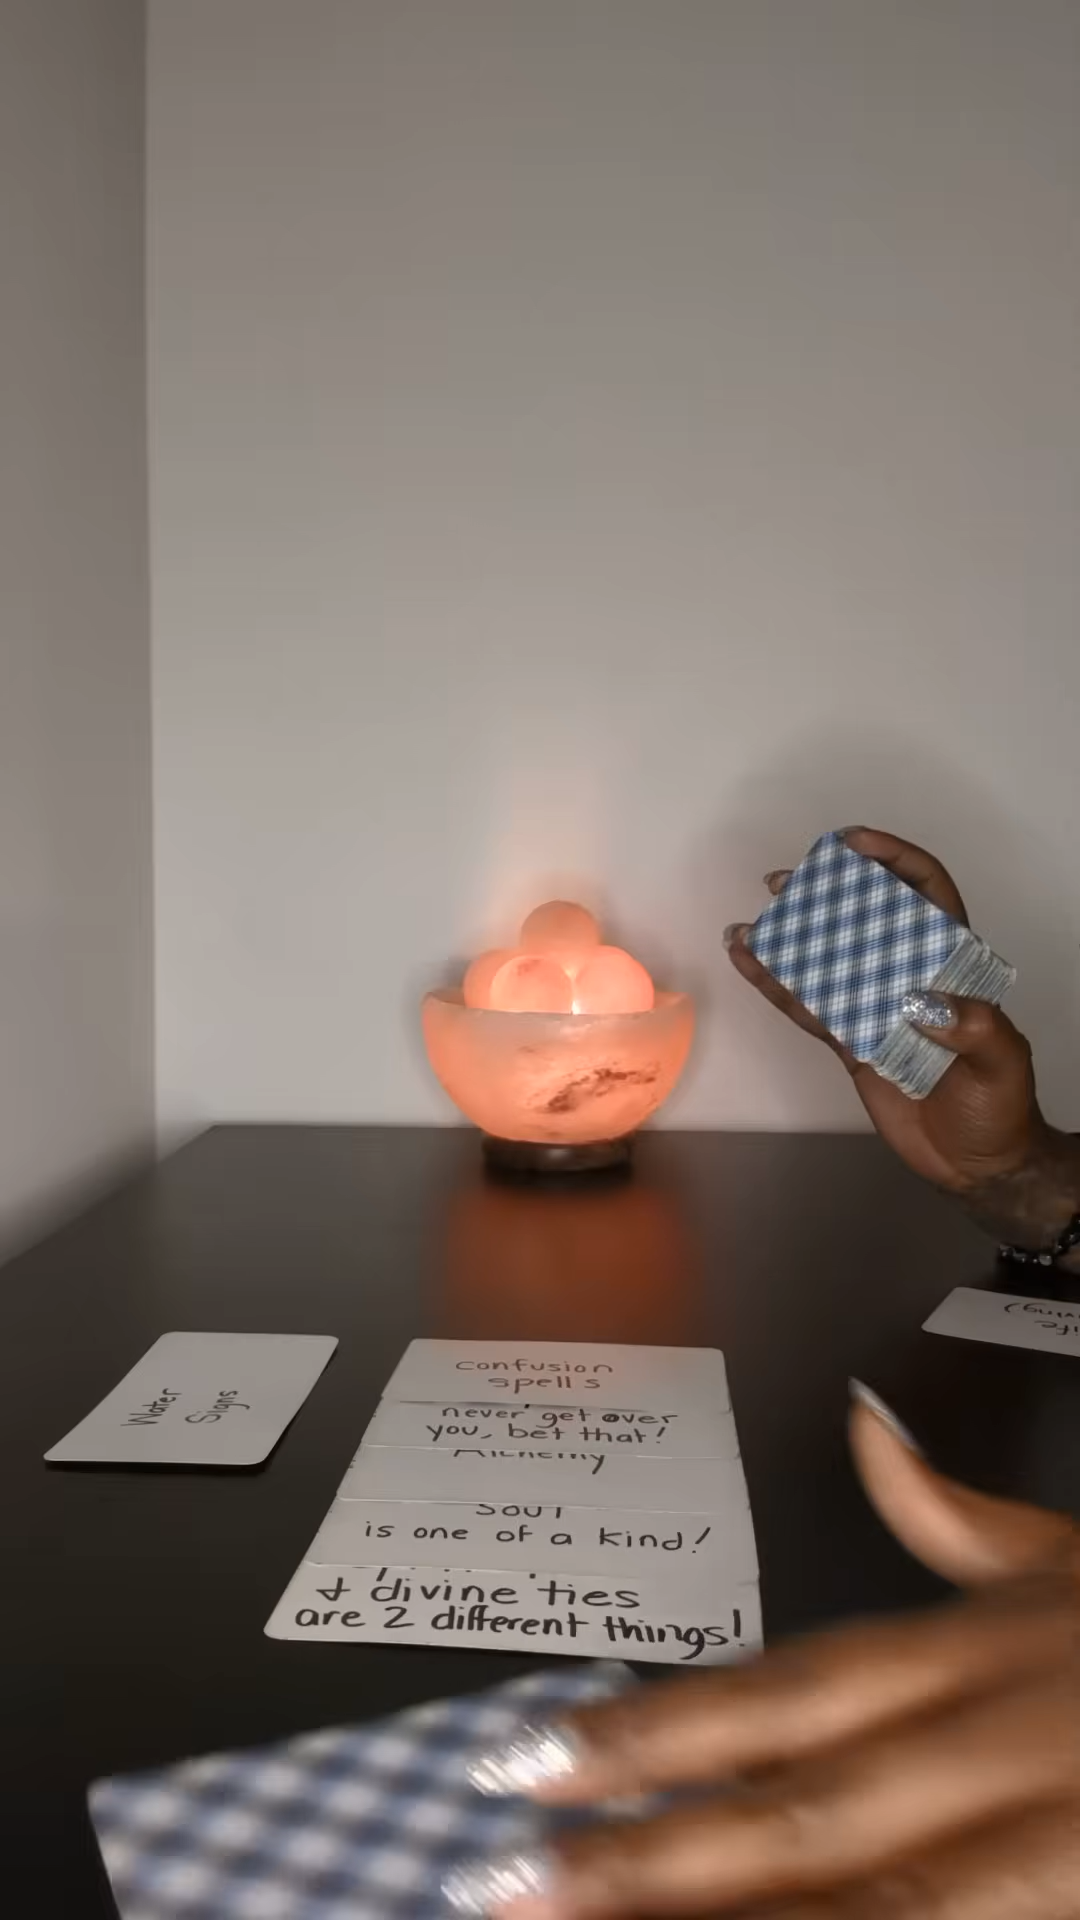 confusion
spells
never get over
you, bet that!
Alchemy
Soul
is one of a kind!
& divine ties
are 2 different things!
Water
Signs